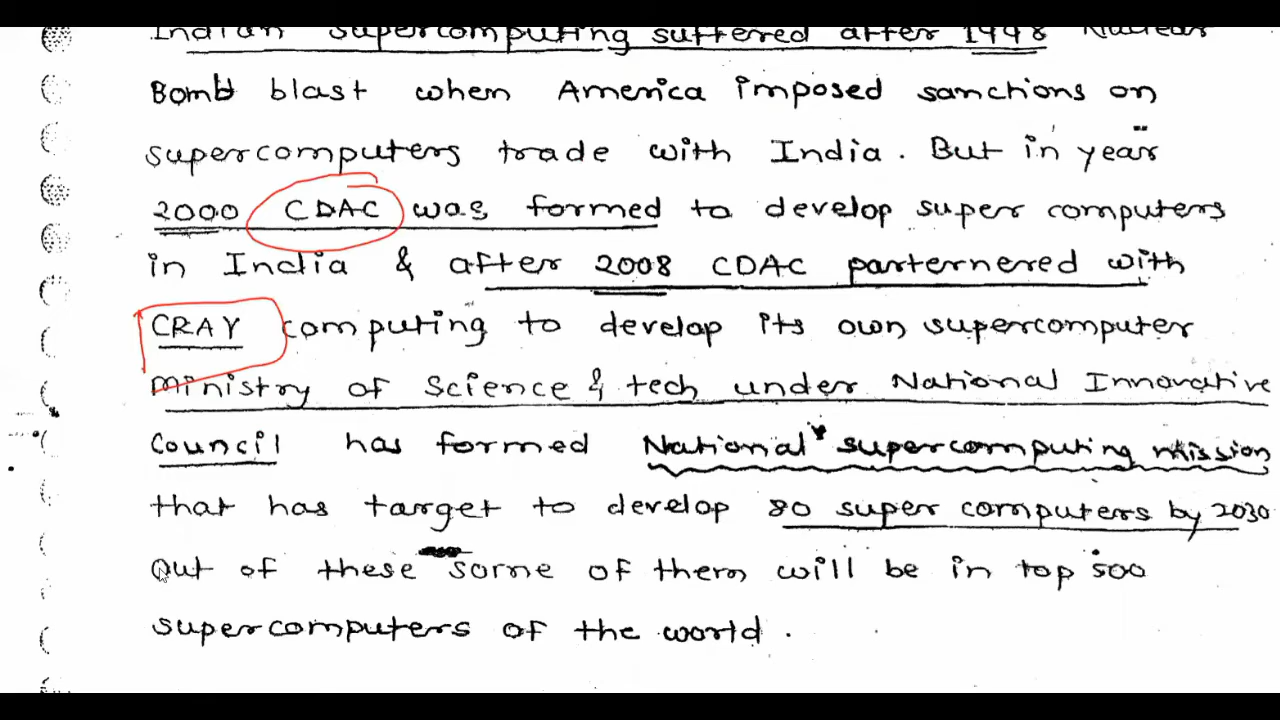 Indian supercomputing suffered after 1998 Nuclear
Bomb blast when America imposed sanctions on
supercomputers trade with India. But in year
2000 CDAC was formed to develop super computers
in India & after 2008 CDAC parternered with
CRAY computing to develop its own supercomputer
Ministry of Science & tech under National Innovative
Council has formed National supercomputing mission
that has target to develop 80 super computers by 2030
Out of these some of them will be in top 500
supercomputers of the world.